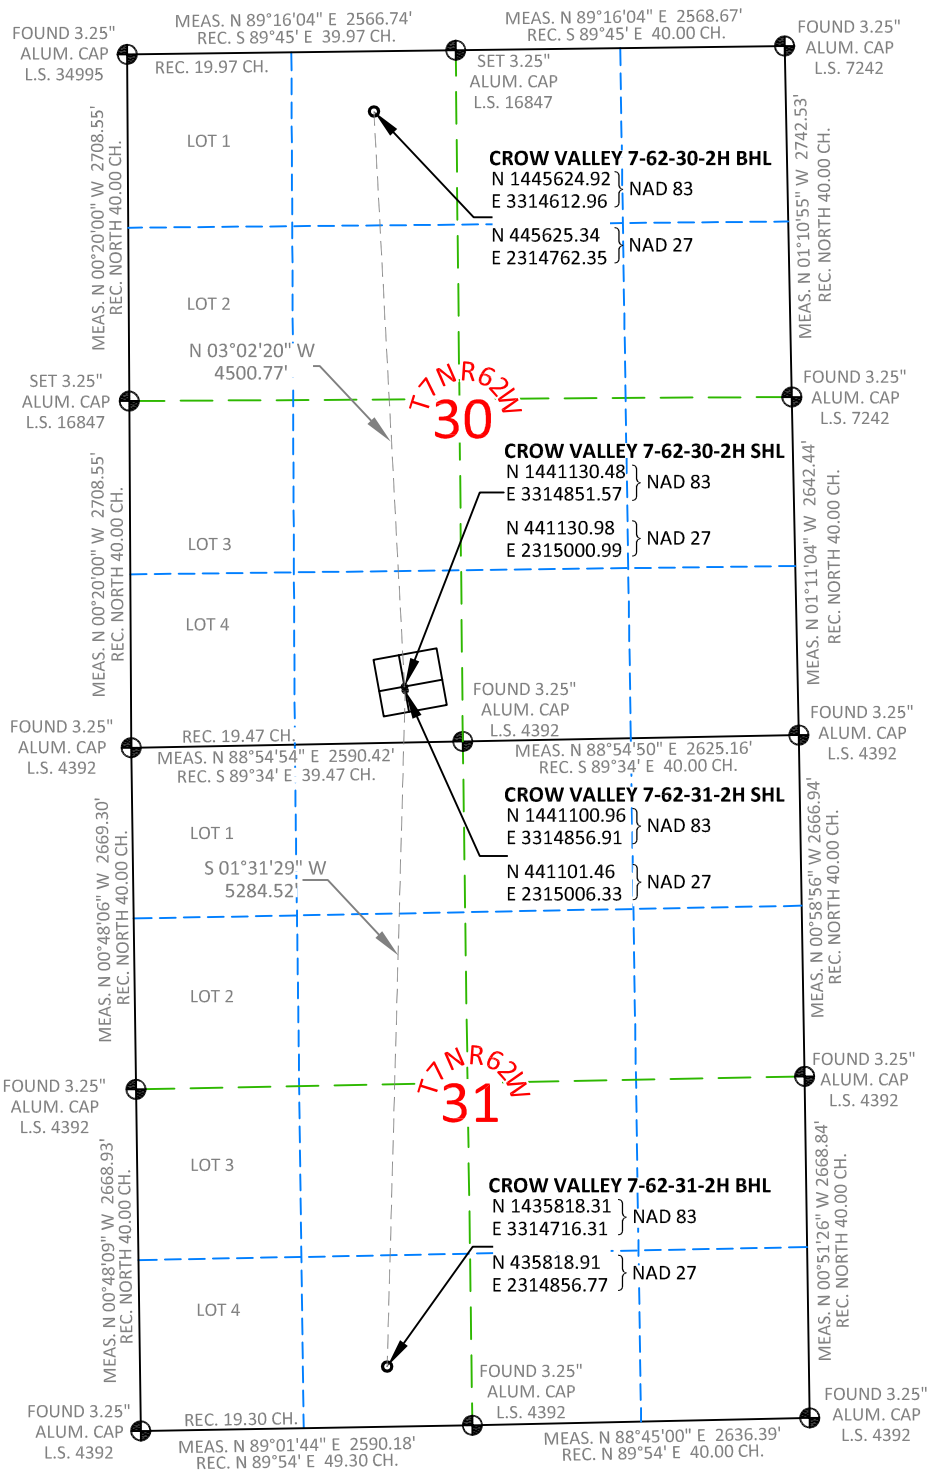 MEAS. N 89°16'04" E  2566.74'
REC. S 89°45' E  39.97 CH.
MEAS. N 89°16'04" E  2568.67'
REC. S 89°45' E  40.00 CH.
FOUND 3.25"
ALUM. CAP
L.S. 34995
REC. 19.97 CH.
SET 3.25"
ALUM. CAP
L.S. 16847
FOUND 3.25"
ALUM. CAP
L.S. 7242
MEAS. N 00°20'00" W  2708.55'
REC. NORTH 40.00 CH.
LOT 1
CROW VALLEY 7-62-30-2H BHL
N 1445624.92
E 3314612.96
NAD 83
N 445625.34
E 2314762.35
NAD 27
MEAS. N 01°10'55" W  2742.53'
REC. NORTH 40.00 CH.
LOT 2
N 03°02'20" W
4500.77'
SET 3.25"
ALUM. CAP
L.S. 16847
T7N R62W
30
FOUND 3.25"
ALUM. CAP
L.S. 7242
MEAS. N 00°20'00" W  2708.55'
REC. NORTH 40.00 CH.
CROW VALLEY 7-62-30-2H SHL
N 1441130.48
E 3314851.57
NAD 83
N 441130.98
E 2315000.99
NAD 27
MEAS. N 01°11'04" W  2642.44'
REC. NORTH 40.00 CH.
LOT 3
LOT 4
FOUND 3.25"
ALUM. CAP
L.S. 4392
REC. 19.47 CH.
FOUND 3.25"
ALUM. CAP
L.S. 4392
FOUND 3.25"
ALUM. CAP
L.S. 4392
MEAS. N 88°54'54" E  2590.42'
REC. S 89°34' E  39.47 CH.
MEAS. N 88°54'50" E  2625.16'
REC. S 89°34' E  40.00 CH.
MEAS. N 00°48'06" W  2669.30'
REC. NORTH 40.00 CH.
LOT 1
CROW VALLEY 7-62-31-2H SHL
N 1441100.96
E 3314856.91
NAD 83
N 441101.46
E 2315006.33
NAD 27
MEAS. N 00°58'56" W  2666.94'
REC. NORTH 40.00 CH.
S 01°31'29" W
5284.52'
LOT 2
T7N R62W
31
FOUND 3.25"
ALUM. CAP
L.S. 4392
FOUND 3.25"
ALUM. CAP
L.S. 4392
MEAS. N 00°48'09" W  2668.93'
REC. NORTH 40.00 CH.
LOT 3
CROW VALLEY 7-62-31-2H BHL
N 1435818.31
E 3314716.31
NAD 83
N 435818.91
E 2314856.77
NAD 27
MEAS. N 00°51'26" W  2668.84'
REC. NORTH 40.00 CH.
LOT 4
FOUND 3.25"
ALUM. CAP
L.S. 4392
REC. 19.30 CH.
FOUND 3.25"
ALUM. CAP
L.S. 4392
FOUND 3.25"
ALUM. CAP
L.S. 4392
MEAS. N 89°01'44" E  2590.18'
REC. N 89°54' E  49.30 CH.
MEAS. N 88°45'00" E  2636.39'
REC. N 89°54' E  40.00 CH.